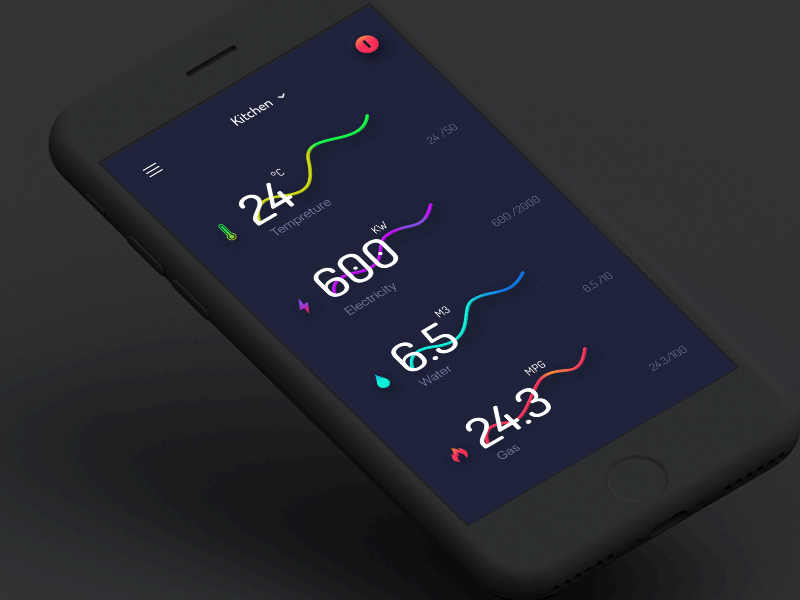 Kitchen
°C
24
24 /50
Tempreture
KW
600
600 /2000
Electricity
M3
6.5
6.5 /10
Water
MPG
24.3
24.3/100
Gas